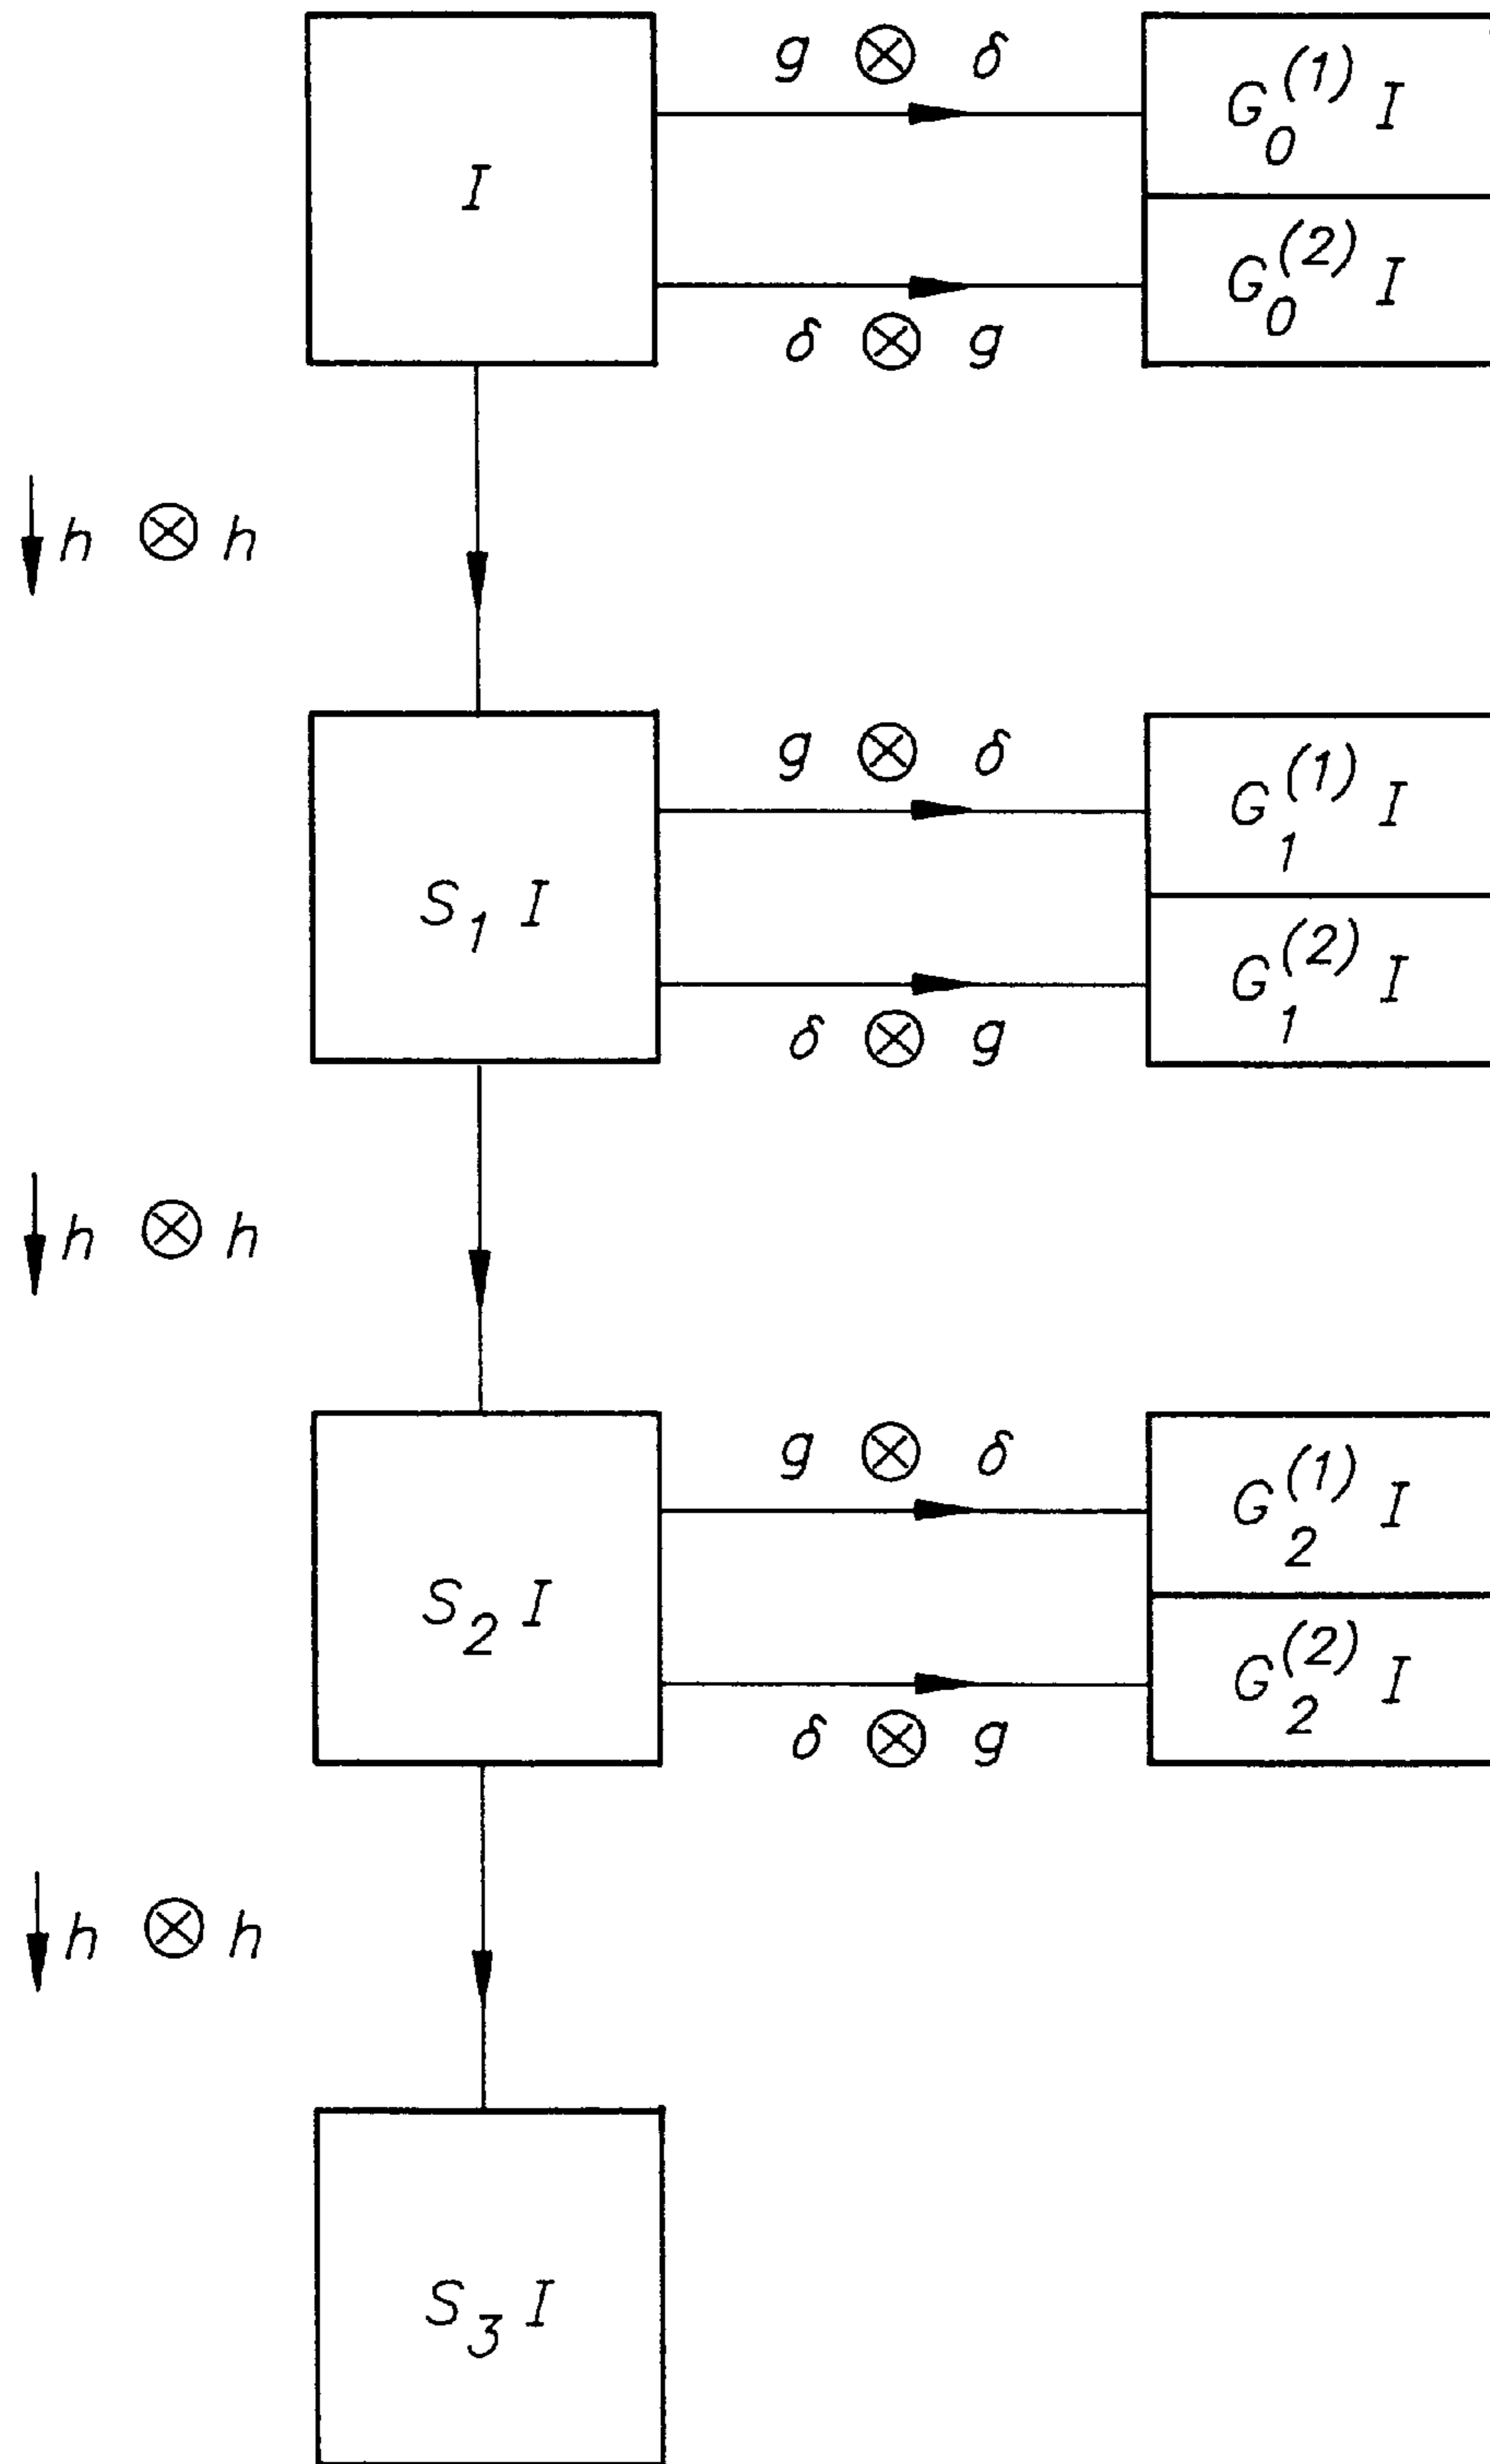 g ⊗ δ
G₀⁽¹⁾ I
I
G₀⁽²⁾ I
δ ⊗ g
h ⊗ h
g ⊗ δ
G₁⁽¹⁾ I
S₁ I
G₁⁽²⁾ I
δ ⊗ g
h ⊗ h
g ⊗ δ
G₂⁽¹⁾ I
S₂ I
G₂⁽²⁾ I
δ ⊗ g
h ⊗ h
S₃ I